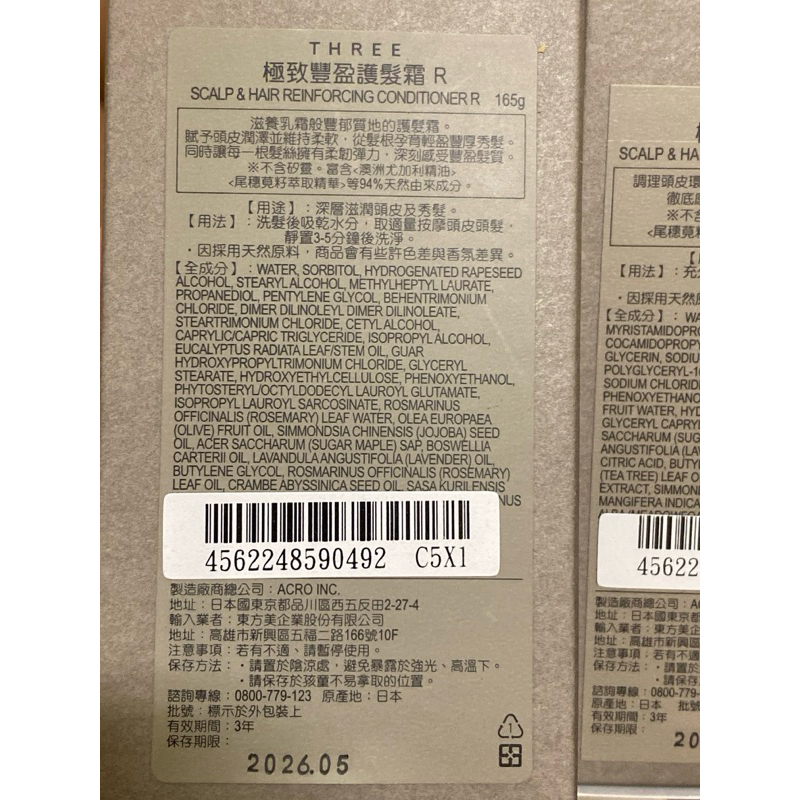 THREE
極致豐盈護髮霜 R
SCALP & HAIR REINFORCING CONDITIONER R 165g
滋養乳霜般豐郁質地的護髮霜。
賦予頭皮潤澤並維持柔軟，從髮根孕育輕盈豐厚秀髮。
同時讓每一根髮絲擁有柔韌彈力，深刻感受豐盈髮質。
※不含矽靈。富含<澳洲尤加利精油>
<尾穗莧籽萃取精華>等94%天然由來成分。
【用途】：深層滋潤頭皮及秀髮。
【用法】：洗髮後吸乾水分，取適量按摩頭皮頭髮，
靜置3-5分鐘後洗淨。
・因採用天然原料，商品會有些許色差與香氛差異。
【全成分】：WATER, SORBITOL, HYDROGENATED RAPESEED
ALCOHOL, STEARYL ALCOHOL, METHYLHEPTYL LAURATE,
PROPANEDIOL, PENTYLENE GLYCOL, BEHENTRIMONIUM
CHLORIDE, DIMER DILINOLEYL DIMER DILINOLEATE,
STEARTRIMONIUM CHLORIDE, CETYL ALCOHOL,
CAPRYLIC/CAPRIC TRIGLYCERIDE, ISOPROPYL ALCOHOL,
EUCALYPTUS RADIATA LEAF/STEM OIL, GUAR
HYDROXYPROPYLTRIMONIUM CHLORIDE, GLYCERYL
STEARATE, HYDROXYETHYLCELLULOSE, PHENOXYETHANOL,
PHYTOSTERYL/OCTYLDODECYL LAUROYL GLUTAMATE,
ISOPROPYL LAUROYL SARCOSINATE, ROSMARINUS
OFFICINALIS (ROSEMARY) LEAF WATER, OLEA EUROPAEA
(OLIVE) FRUIT OIL, SIMMONDSIA CHINENSIS (JOJOBA) SEED
OIL, ACER SACCHARUM (SUGAR MAPLE) SAP, BOSWELLIA
CARTERII OIL, LAVANDULA ANGUSTIFOLIA (LAVENDER) OIL,
BUTYLENE GLYCOL, ROSMARINUS OFFICINALIS (ROSEMARY)
LEAF OIL, CRAMBE ABYSSINICA SEED OIL, SASA KURILENSIS
NUS
4562248590492 C5X1
製造廠商總公司：ACRO INC.
地址：日本國東京都品川區西五反田2-27-4
輸入業者：東方美企業股份有限公司
地址：高雄市新興區五福二路166號10F
注意事項：若有不適、請暫停使用。
保存方法：・請置於陰涼處，避免暴露於強光、高溫下。
・請保存於孩童不易拿取的位置。
諮詢專線：0800-779-123 原產地：日本
批號：標示於外包裝上
有效期間：3年
保存期限：
2026.05
1
SCALP & HA
調理頭皮環
徹底
※不含
<尾穗莧
【用法】：充分
・因採用天然
【全成分】：WA
MYRISTAMIDOPRO
COCAMIDOPROPY
GLYCERIN, SODIU
POLYGLYCERYL-10
SODIUM CHLORID
PHENOXYETHANO
FRUIT WATER, HYD
GLYCERYL CAPRY
SACCHARUM (SUG
ANGUSTIFOLIA (LA
CITRIC ACID, BUTY
(TEA TREE) LEAF O
EXTRACT, SIMMON
MANGIFERA INDICA
45622
製造廠商總公司：AC
地址：日本國東京都
輸入業者：東方美企
地址：高雄市新興區
注意事項：若有不適
保存方法：・請置於
・請保存
諮詢專線：0800-779-
原產地：日本 批號
有效期間：3年
保存期限：
20